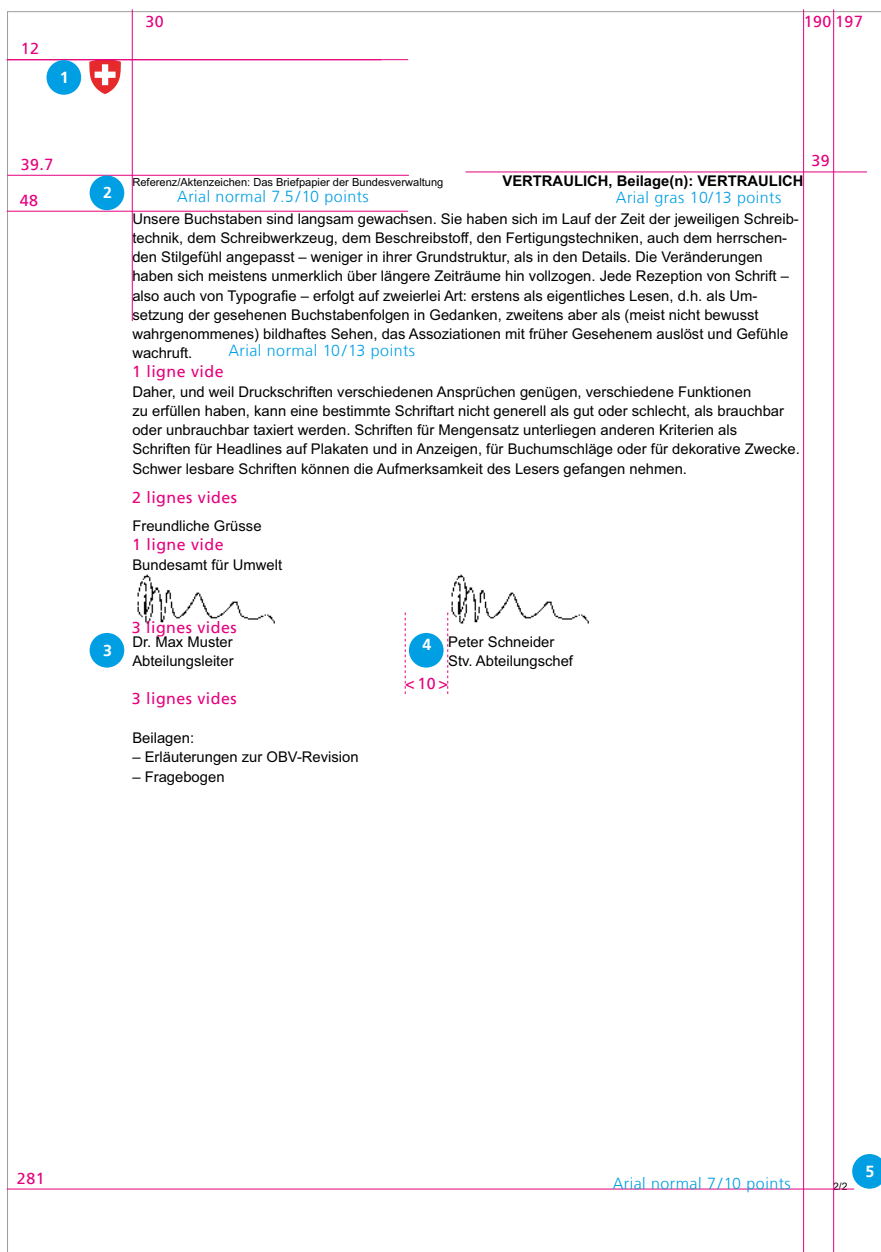 30
190 197
12
1
39.7
39
Referenz/Aktenzeichen: Das Briefpapier der Bundesverwaltung
VERTRAULICH, Beilage(n): VERTRAULICH
2
Arial normal 7.5/10 points
Arial gras 10/13 points
48
Unsere Buchstaben sind langsam gewachsen. Sie haben sich im Lauf der Zeit der jeweiligen Schreib-
technik, dem Schreibwerkzeug, dem Beschreibstoff, den Fertigungstechniken, auch dem herrschen-
den Stilgefühl angepasst – weniger in ihrer Grundstruktur, als in den Details. Die Veränderungen
haben sich meistens unmerklich über längere Zeiträume hin vollzogen. Jede Rezeption von Schrift –
also auch von Typografie – erfolgt auf zweierlei Art: erstens als eigentliches Lesen, d.h. als Um-
setzung der gesehenen Buchstabenfolgen in Gedanken, zweitens aber als (meist nicht bewusst
wahrgenommenes) bildhaftes Sehen, das Assoziationen mit früher Gesehenem auslöst und Gefühle
wachruft.
Arial normal 10/13 points
1 ligne vide
Daher, und weil Druckschriften verschiedenen Ansprüchen genügen, verschiedene Funktionen
zu erfüllen haben, kann eine bestimmte Schriftart nicht generell als gut oder schlecht, als brauchbar
oder unbrauchbar taxiert werden. Schriften für Mengensatz unterliegen anderen Kriterien als
Schriften für Headlines auf Plakaten und in Anzeigen, für Buchumschläge oder für dekorative Zwecke.
Schwer lesbare Schriften können die Aufmerksamkeit des Lesers gefangen nehmen.
2 lignes vides
Freundliche Grüsse
1 ligne vide
Bundesamt für Umwelt
3 lignes vides
3
Dr. Max Muster
Abteilungsleiter
4
Peter Schneider
Stv. Abteilungschef
< 10 >
3 lignes vides
Beilagen:
– Erläuterungen zur OBV-Revision
– Fragebogen
281
Arial normal 7/10 points
2/2
5